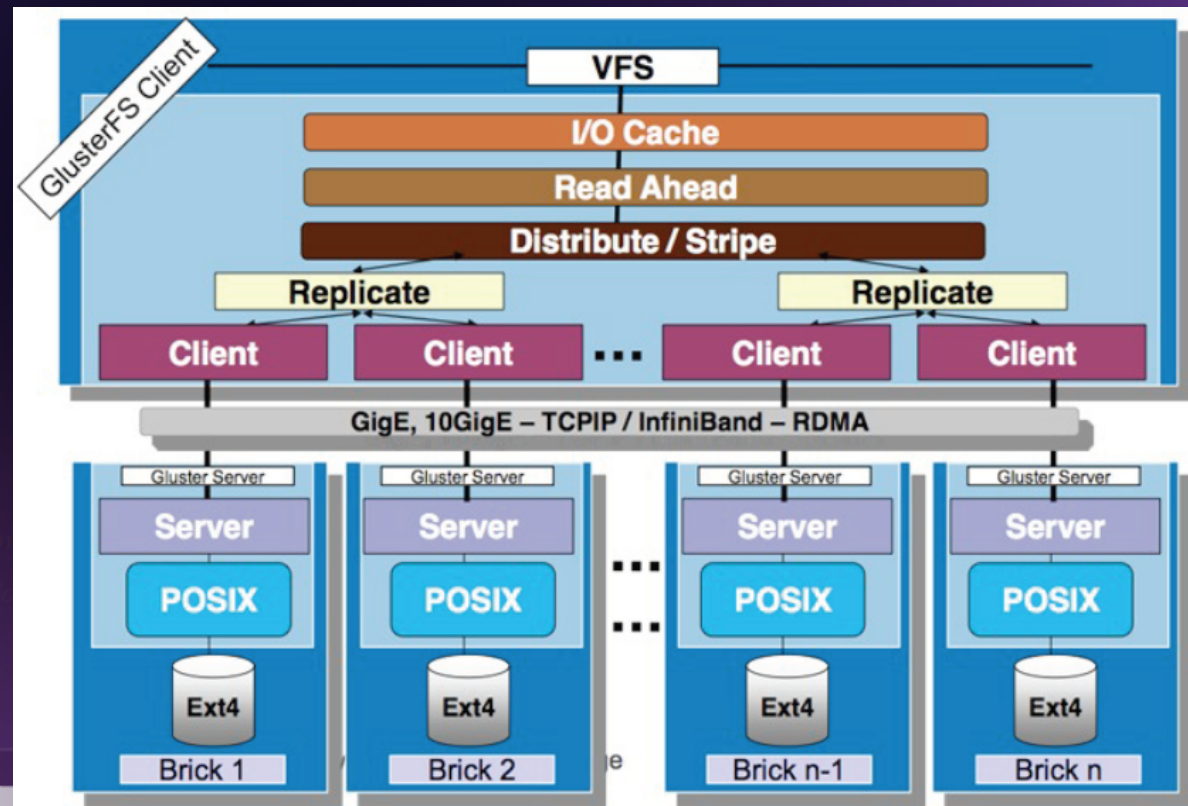 GlusterFS Client
VFS
I/O Cache
Read Ahead
Distribute / Stripe
Replicate Replicate
Client Client ... Client Client
GigE, 10GigE – TCPIP / InfiniBand – RDMA
Gluster Server Gluster Server Gluster Server Gluster Server
Server Server Server Server
...
POSIX POSIX POSIX POSIX
...
Ext4 Ext4 Ext4 Ext4
Brick 1 Brick 2 Brick n-1 Brick n